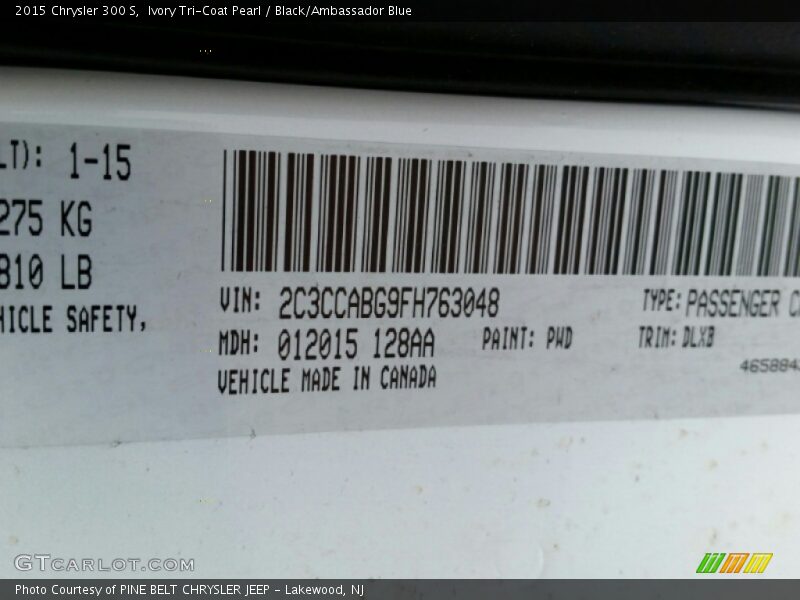 2015 Chrysler 300 S, Ivory Tri-Coat Pearl / Black/Ambassador Blue
LT): 1-15
275 KG
810 LB
HICLE SAFETY,
VIN: 2C3CCABG9FH763048
TYPE: PASSENGER C
MDH: 012015 128AA
PAINT: PWD
TRIM: DLXB
VEHICLE MADE IN CANADA
465884
GTCARLOT.COM
Photo Courtesy of PINE BELT CHRYSLER JEEP - Lakewood, NJ